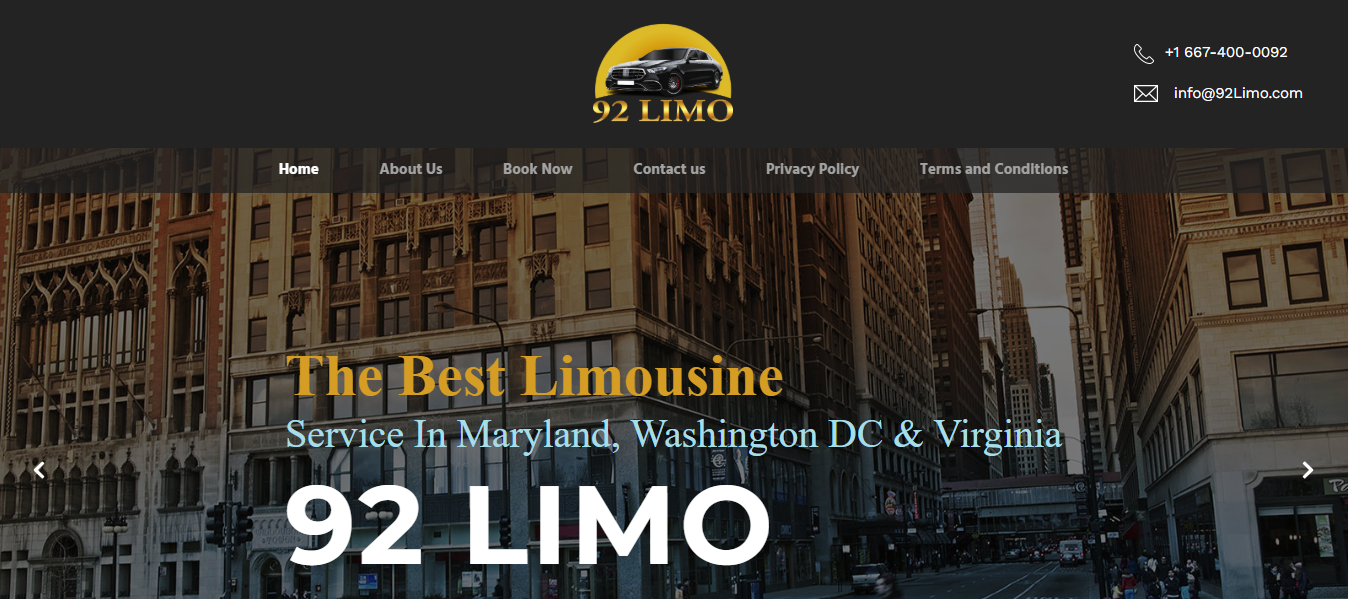 92 LIMO
+1 667-400-0092
info@92Limo.com
Home About Us Book Now Contact us Privacy Policy Terms and Conditions
The Best Limousine
Service In Maryland, Washington DC & Virginia
92 LIMO